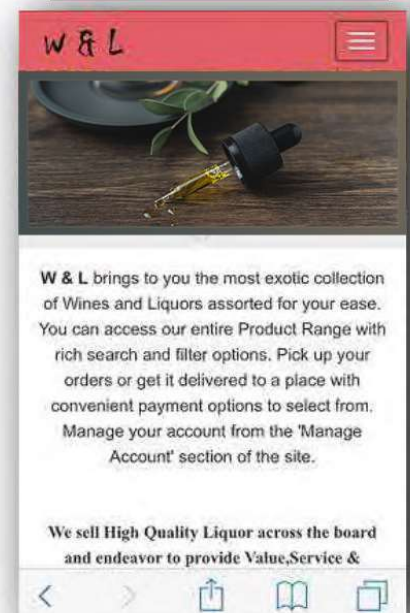 W & L
W & L brings to you the most exotic collection
of Wines and Liquors assorted for your ease.
You can access our entire Product Range with
rich search and filter options. Pick up your
orders or get it delivered to a place with
convenient payment options to select from.
Manage your account from the 'Manage
Account' section of the site.
We sell High Quality Liquor across the board
and endeavor to provide Value,Service &